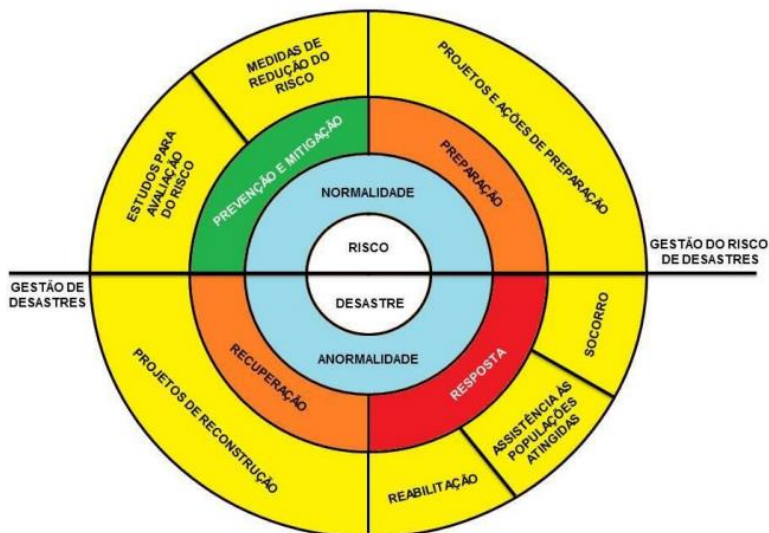 MEDIDAS DE
REDUÇÃO DO
RISCO
PROJETOS E AÇÕES DE PREPARAÇÃO
ESTUDOS PARA
AVALIAÇÃO
DO RISCO
PREVENÇÃO E MITIGAÇÃO
PREPARAÇÃO
NORMALIDADE
RISCO
GESTÃO DO RISCO
DE DESASTRES
GESTÃO DE
DESASTRES
DESASTRE
ANORMALIDADE
SOCORRO
RECUPERAÇÃO
RESPOSTA
PROJETOS DE RECONSTRUÇÃO
ASSISTÊNCIA ÀS
POPULAÇÕES
ATINGIDAS
REABILITAÇÃO